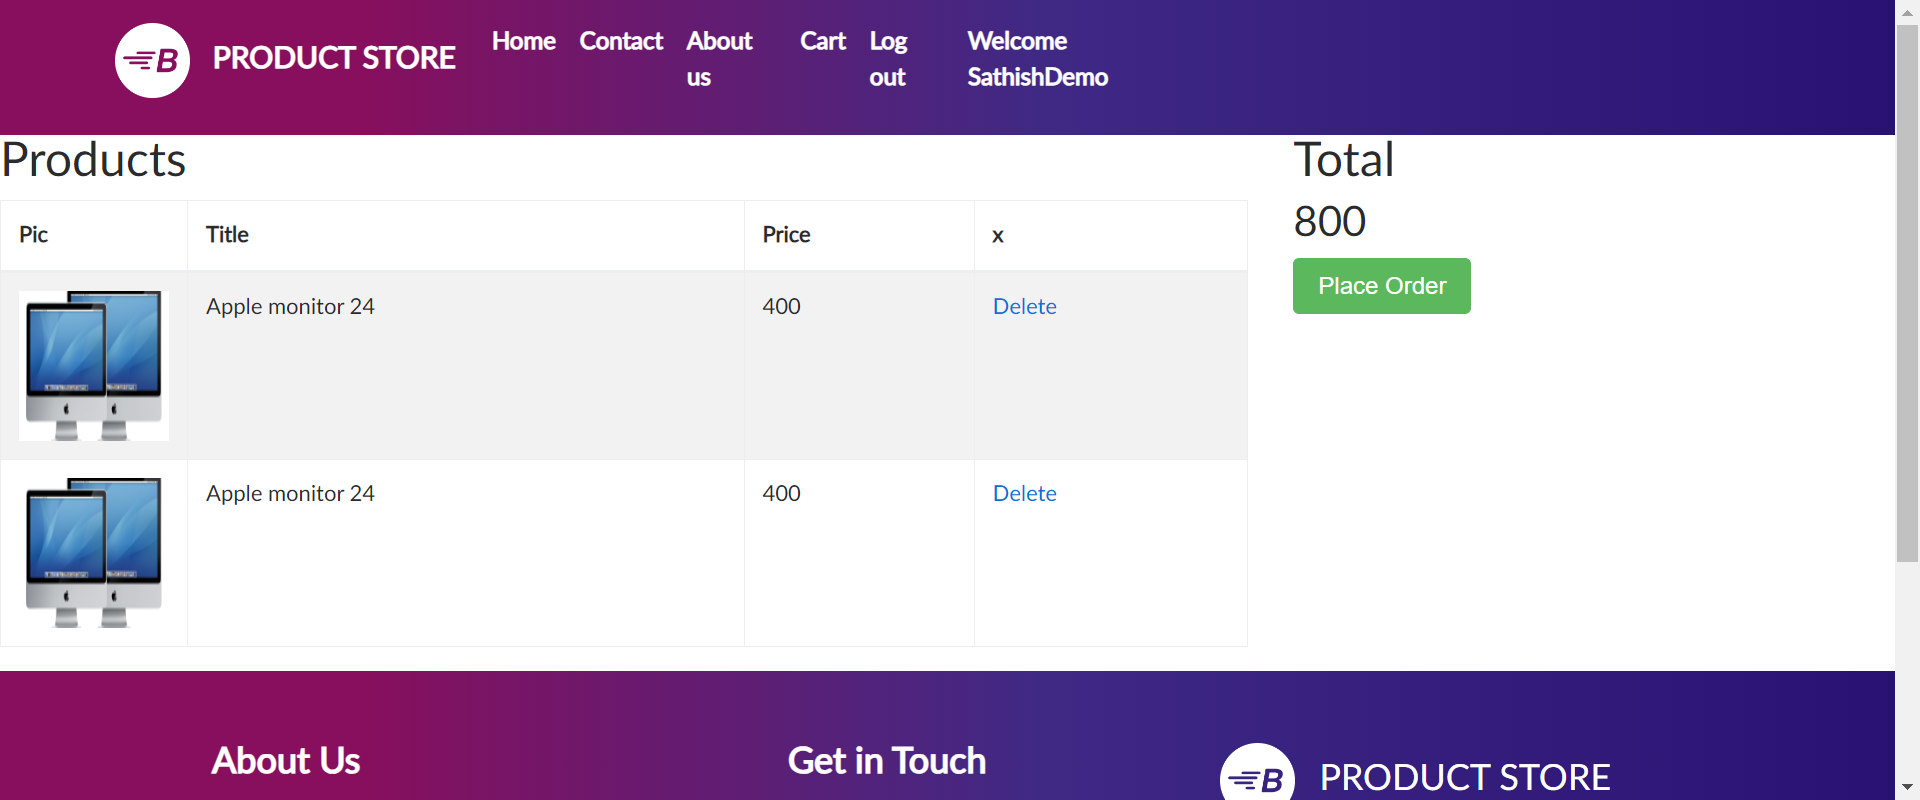 B PRODUCT STORE Home Contact About us Cart Log out Welcome SathishDemo
Products
Total
800
Place Order
Pic Title Price x
Apple monitor 24 400 Delete
Apple monitor 24 400 Delete
About Us
Get in Touch
B PRODUCT STORE